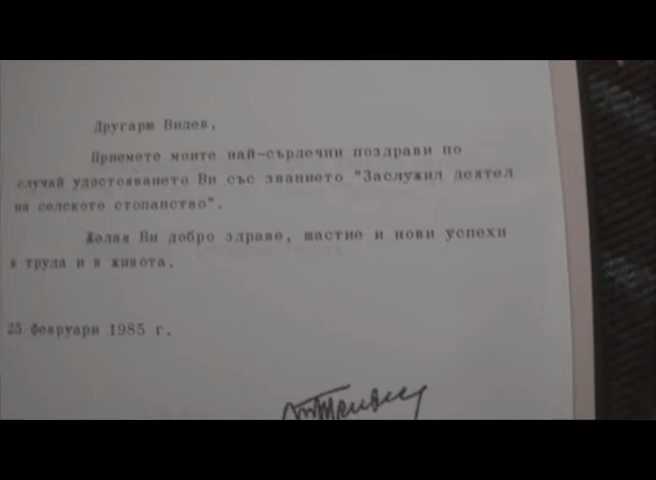 Другарю Видев,
Приемете моите най-сърдечни поздрави по
случай удостояването Ви със званието "Заслужил деятел
на селското стопанство".
Желая Ви добро здраве, щастие и нови успехи
в труда и в живота.
25 февруари 1985 г.